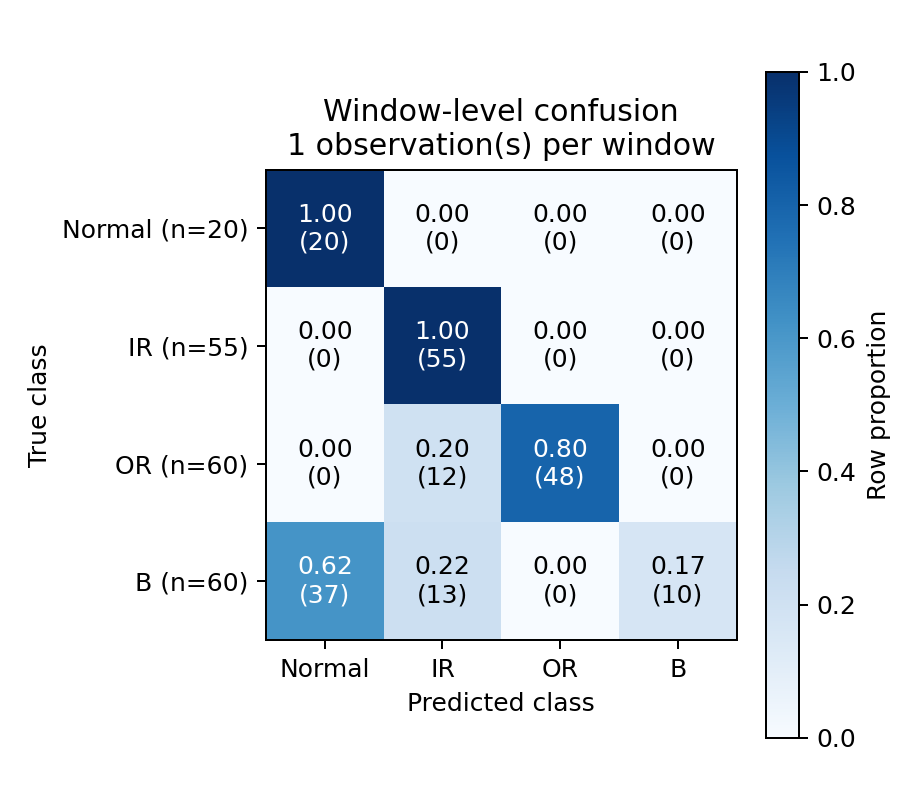 Window-level confusion
1 observation(s) per window
Normal (n=20)
1.00 0.00 0.00 0.00
(20) (0) (0) (0)
IR (n=55)
0.00 1.00 0.00 0.00
(0) (55) (0) (0)
OR (n=60)
0.00 0.20 0.80 0.00
(0) (12) (48) (0)
B (n=60)
0.62 0.22 0.00 0.17
(37) (13) (0) (10)
Normal IR OR B
Predicted class
True class
1.0
0.8
0.6
0.4
0.2
0.0
Row proportion